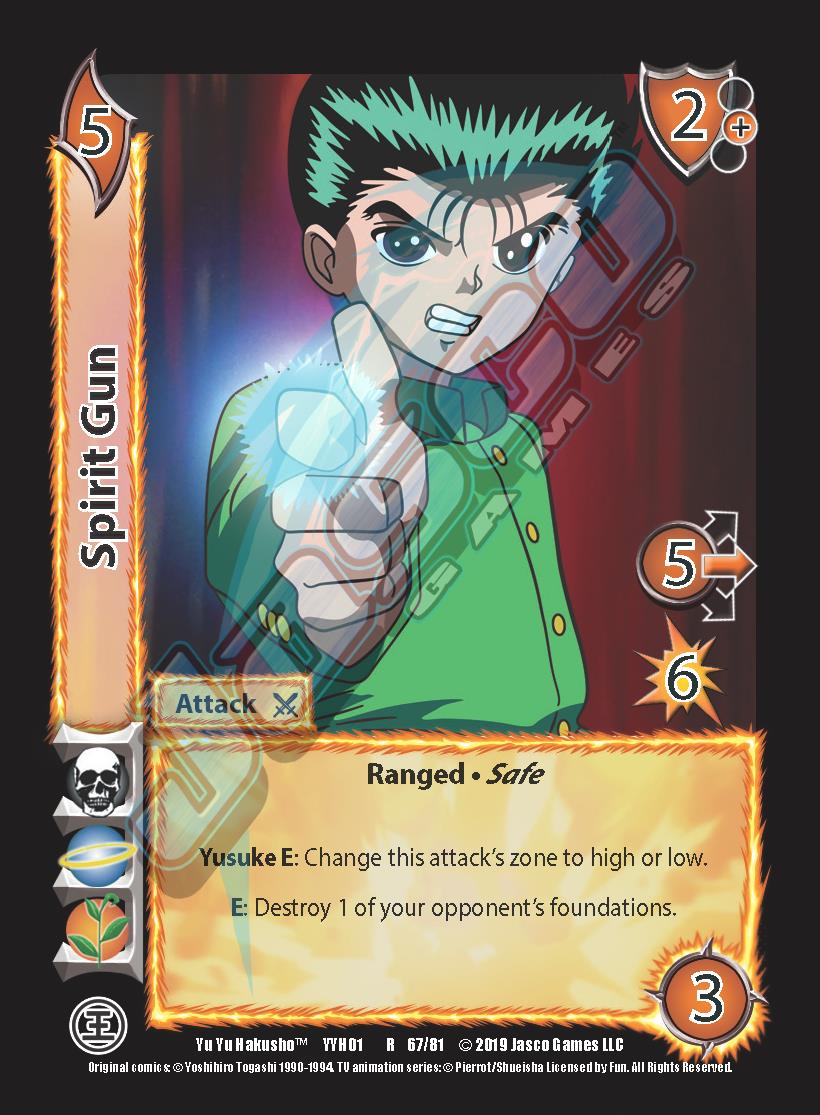 5
2
+
Spirit Gun
JASCO
GAMES
5
6
Attack
Ranged • Safe
Yusuke E: Change this attack's zone to high or low.
E: Destroy 1 of your opponent's foundations.
3
Yu Yu Hakusho™ YYH01 R 67/81 © 2019 Jasco Games LLC
Original comics: © Yoshihiro Togashi 1990-1994. TV animation series: © Pierrot/Shueisha Licensed by Fun. All Rights Reserved.